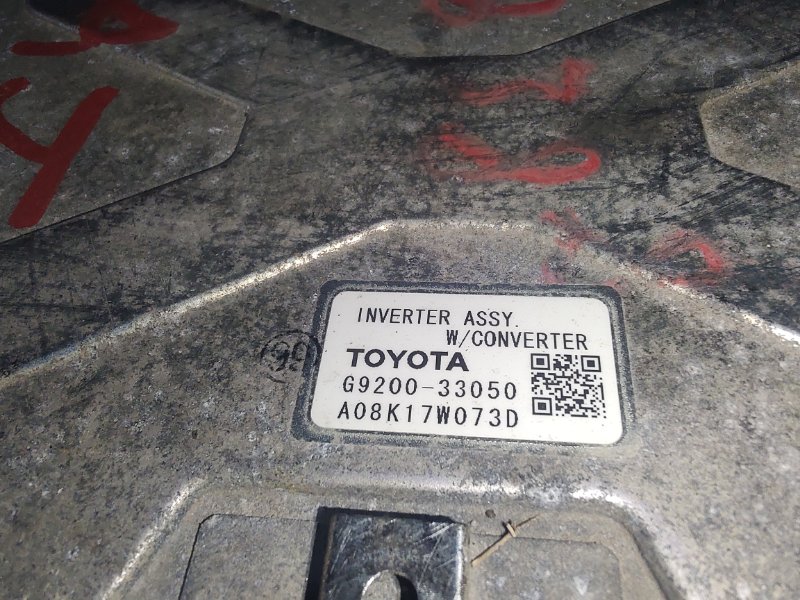 INVERTER ASSY.
W/CONVERTER
TOYOTA
G9200-33050
A08K17W073D